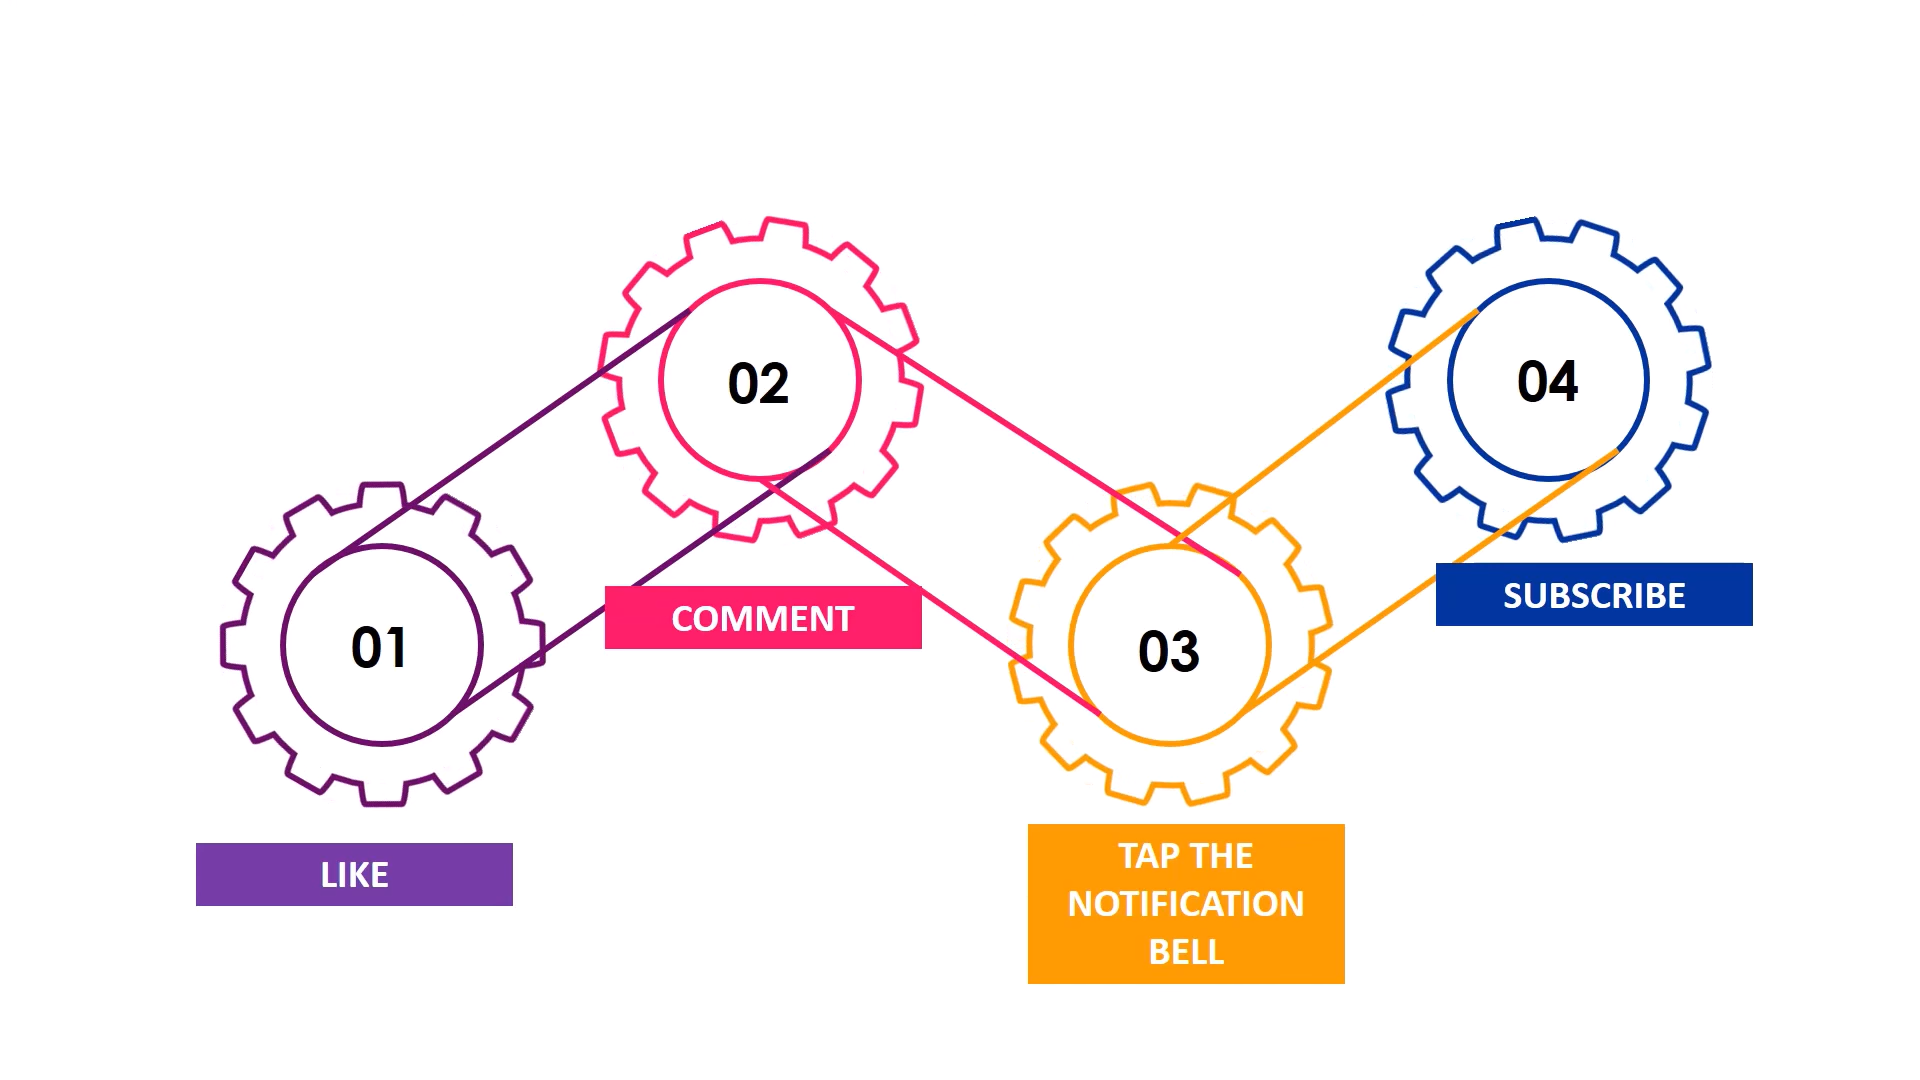 01
LIKE
02
COMMENT
03
TAP THE
NOTIFICATION
BELL
04
SUBSCRIBE